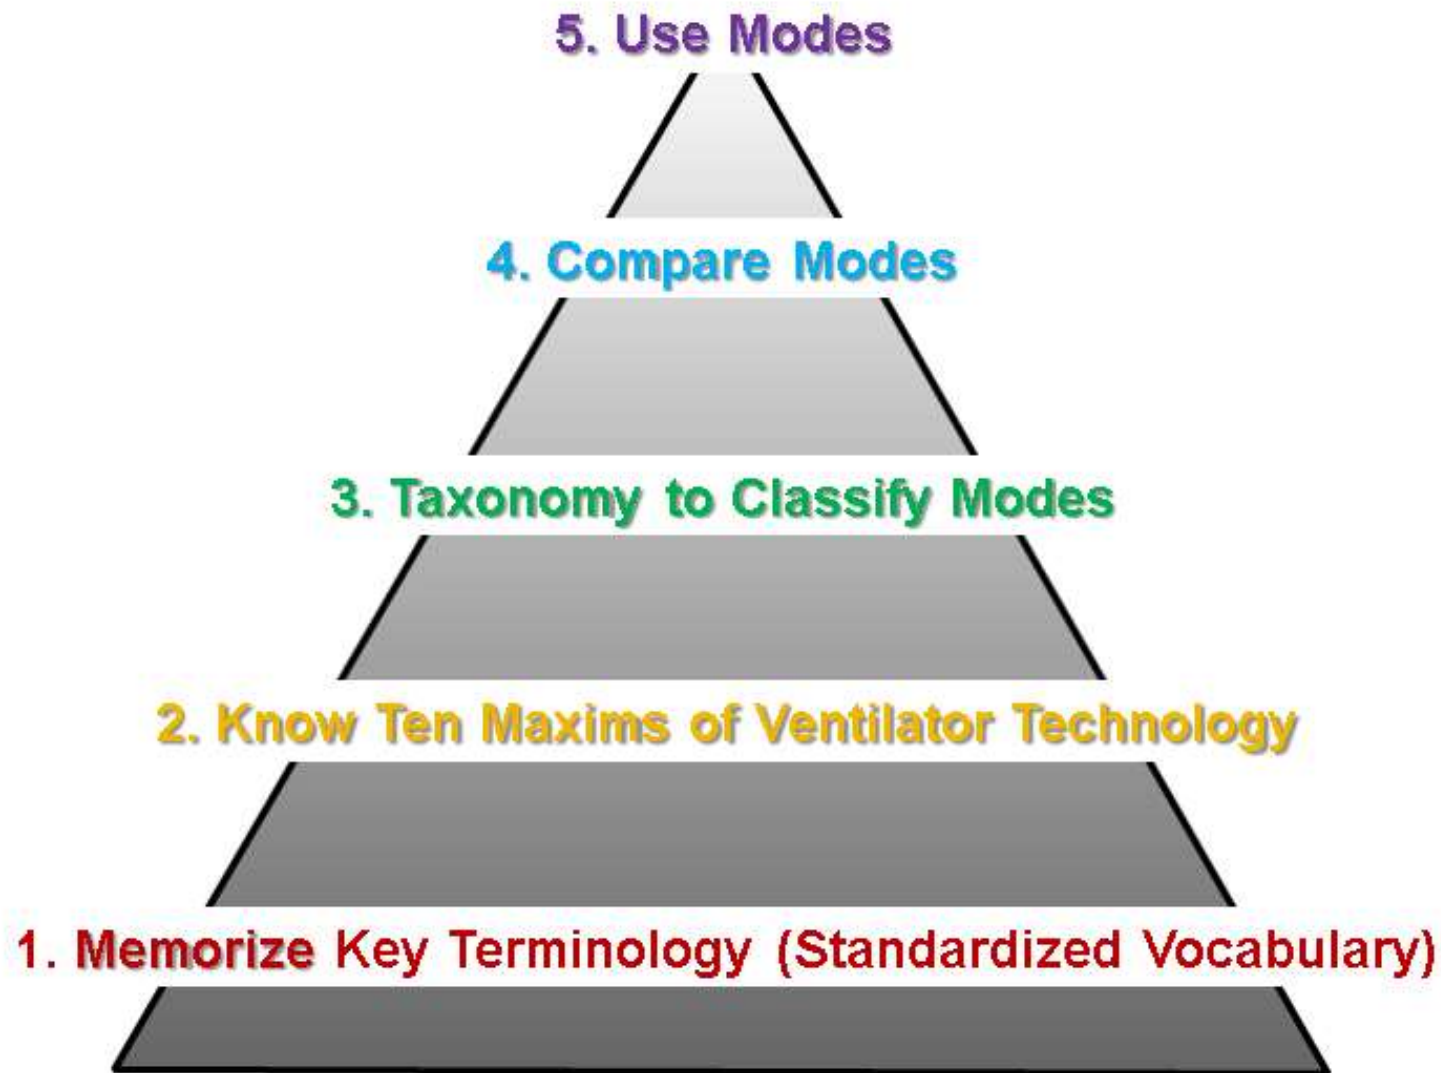 5. Use Modes
4. Compare Modes
3. Taxonomy to Classify Modes
2. Know Ten Maxims of Ventilator Technology
1. Memorize Key Terminology (Standardized Vocabulary)